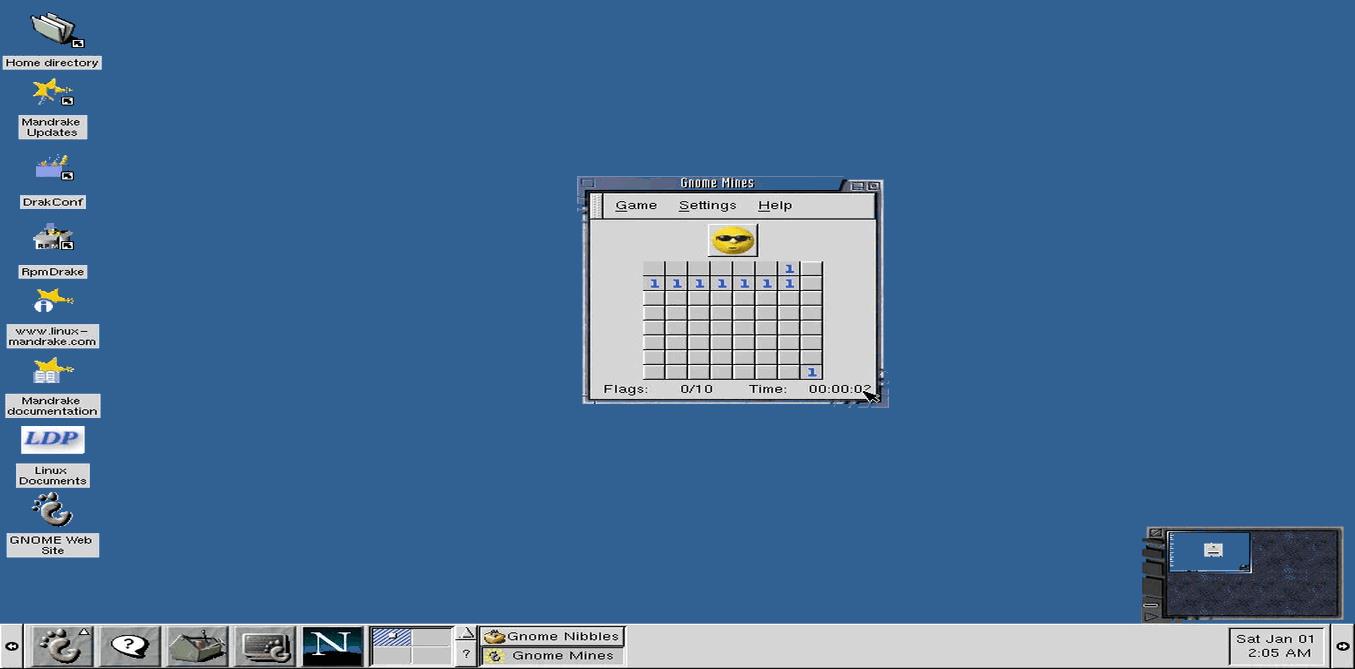 Home directory
Mandrake
Updates
DrakConf
RPM
RpmDrake
www.linux-
mandrake.com
Mandrake
documentation
LDP
Linux
Documents
GNOME Web
Site
Gnome Mines
Game Settings Help
1
1 1 1 1 1 1 1
1
Flags: 0/10 Time: 00:00:02
?
N
?
Gnome Nibbles
Gnome Mines
Sat Jan 01
2:05 AM